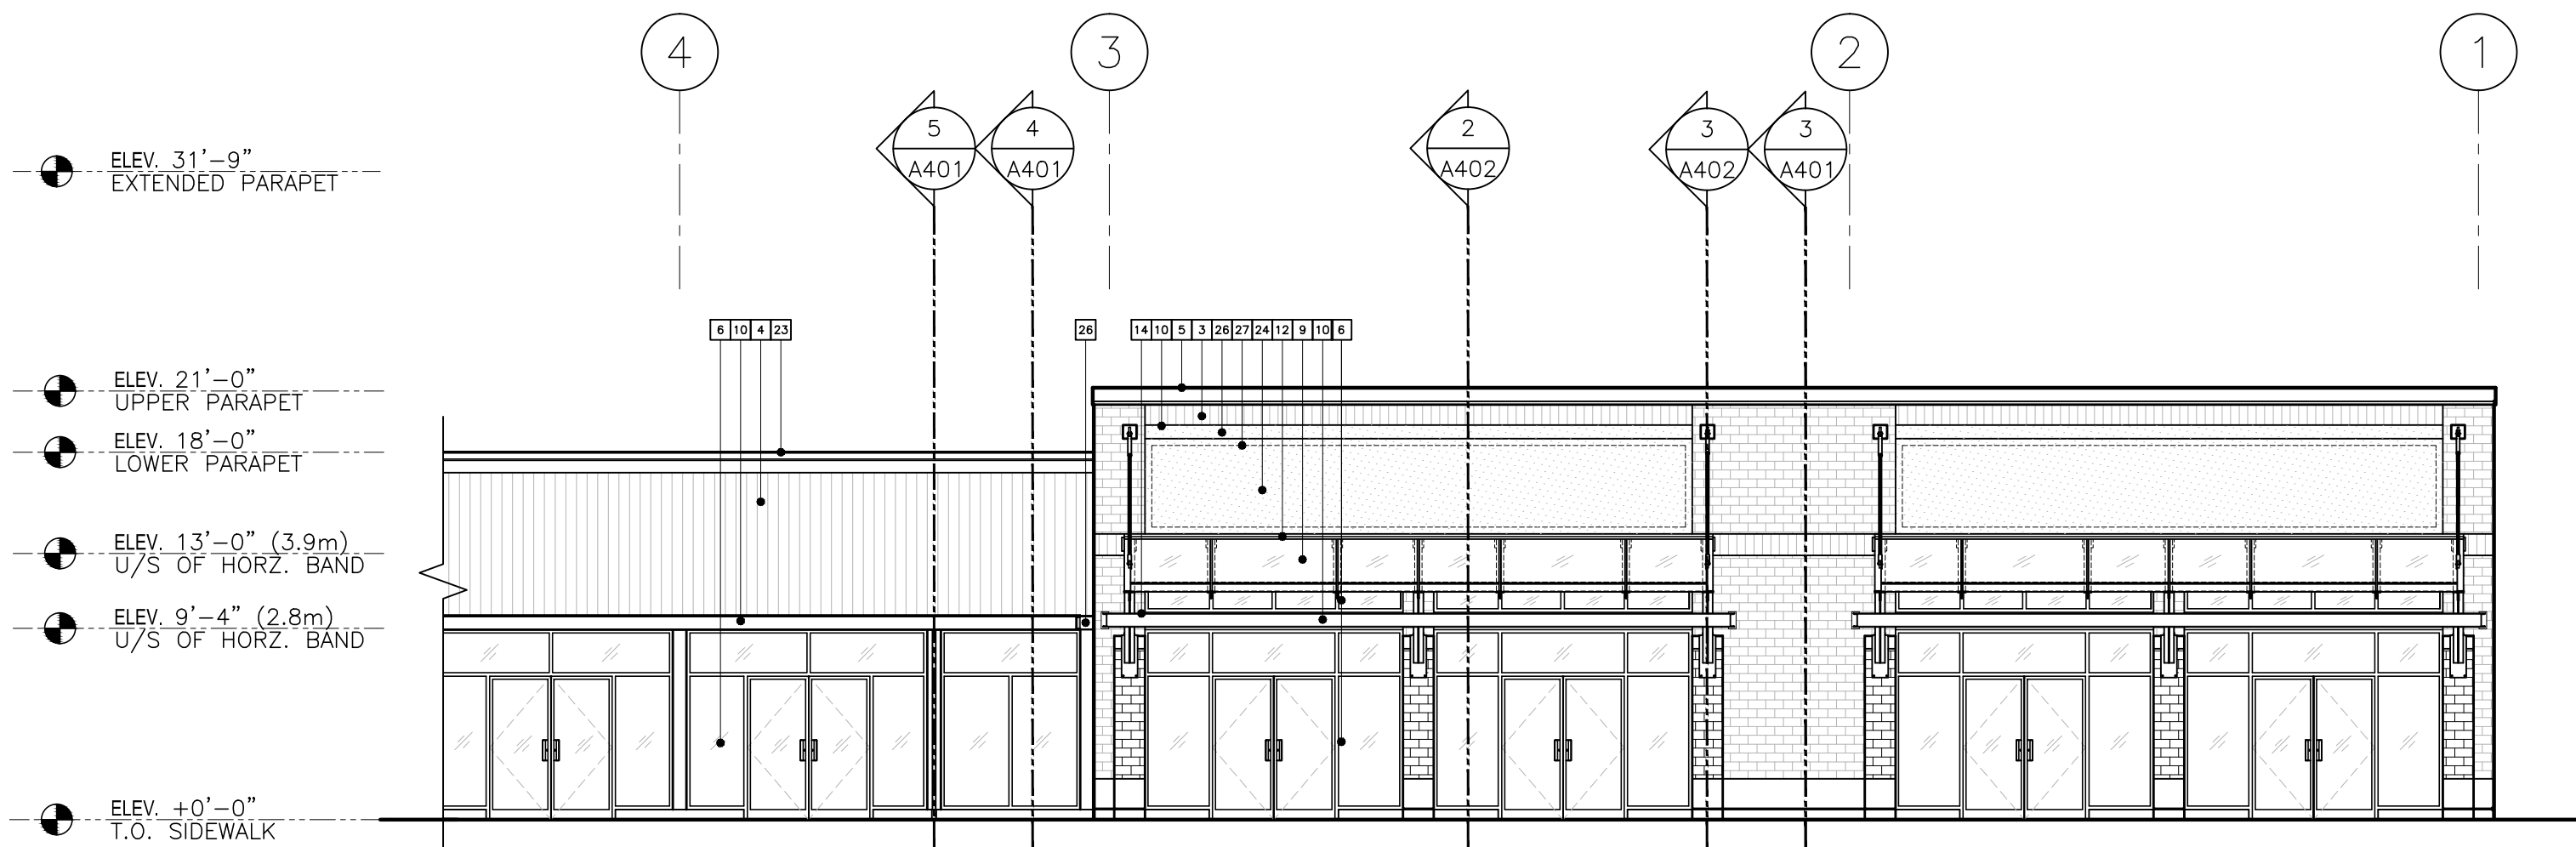 4
3
2
1
5
A401
4
A401
2
A402
3
A402
3
A401
ELEV. 31'-9"
EXTENDED PARAPET
6 10 4 23
26
14 10 5 3 26 27 24 12 9 10 6
ELEV. 21'-0"
UPPER PARAPET
ELEV. 18'-0"
LOWER PARAPET
ELEV. 13'-0" (3.9m)
U/S OF HORZ. BAND
ELEV. 9'-4" (2.8m)
U/S OF HORZ. BAND
ELEV. +0'-0"
T.O. SIDEWALK